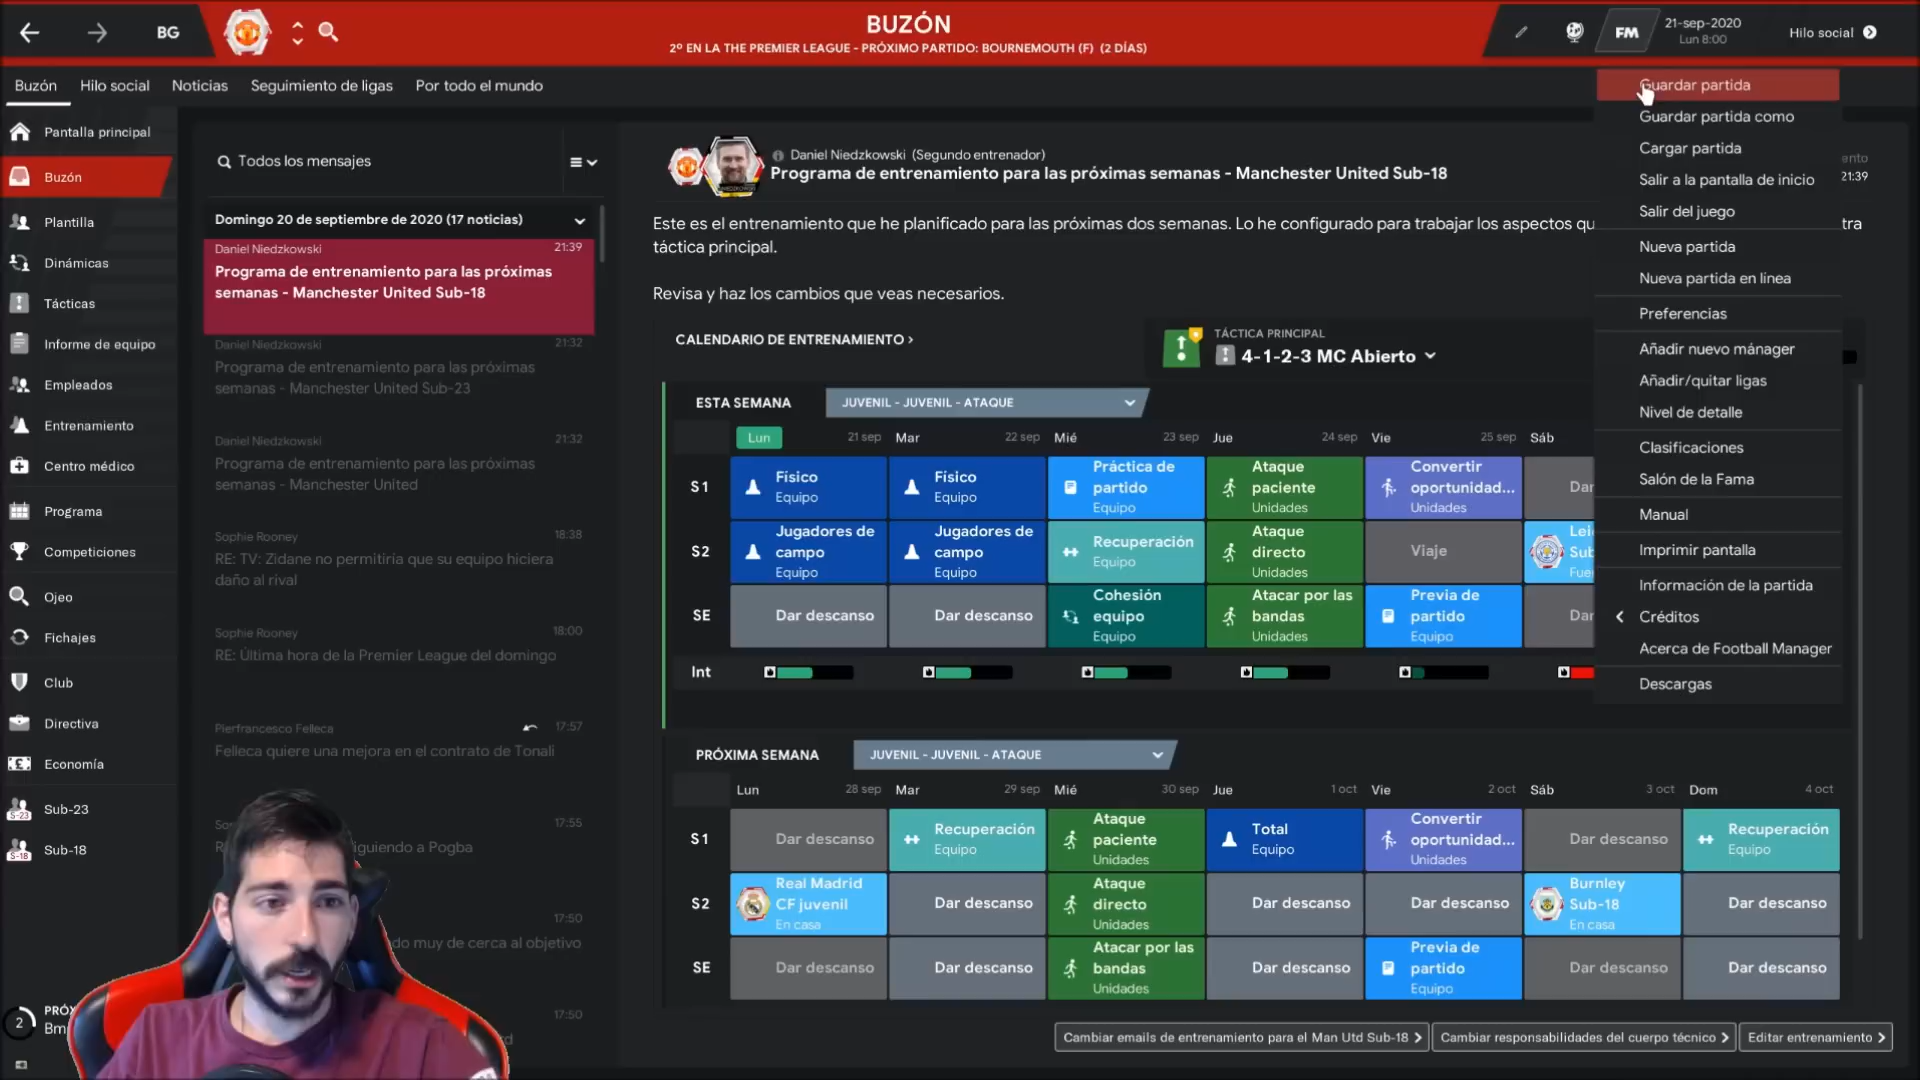 BG
BUZÓN
2º EN LA THE PREMIER LEAGUE - PRÓXIMO PARTIDO: BOURNEMOUTH (F) (2 DÍAS)
FM
21-sep-2020
Lun 8:00
Hilo social
Buzón
Hilo social
Noticias
Seguimiento de ligas
Por todo el mundo
Pantalla principal
Buzón
Plantilla
Dinámicas
Tácticas
Informe de equipo
Empleados
Entrenamiento
Centro médico
Programa
Competiciones
Ojeo
Fichajes
Club
Directiva
Economía
S-23
Sub-23
S-18
Sub-18
2
PRÓX
Todos los mensajes
Domingo 20 de septiembre de 2020 (17 noticias)
Daniel Niedzkowski
21:39
Programa de entrenamiento para las próximas
semanas - Manchester United Sub-18
Daniel Niedzkowski
21:32
Programa de entrenamiento para las próximas
semanas - Manchester United Sub-23
Daniel Niedzkowski
21:32
Programa de entrenamiento para las próximas
semanas - Manchester United
Sophie Rooney
18:38
RE: TV: Zidane no permitiría que su equipo hiciera
daño al rival
Sophie Rooney
18:00
RE: Última hora de la Premier League del domingo
Pierfrancesco Felleca
17:57
Felleca quiere una mejora en el contrato de Tonali
17:55
iguiendo a Pogba
17:50
do muy de cerca al objetivo
17:50
Daniel Niedzkowski (Segundo entrenador)
Programa de entrenamiento para las próximas semanas - Manchester United Sub-18
ento
21:39
Este es el entrenamiento que he planificado para las próximas dos semanas. Lo he configurado para trabajar los aspectos qu
tra
táctica principal.
Revisa y haz los cambios que veas necesarios.
CALENDARIO DE ENTRENAMIENTO
TÁCTICA PRINCIPAL
4-1-2-3 MC Abierto
ESTA SEMANA
JUVENIL - JUVENIL - ATAQUE
Lun 21 sep Mar 22 sep Mié 23 sep Jue 24 sep Vie 25 sep Sáb
S1
Físico
Equipo
Físico
Equipo
Práctica de
partido
Equipo
Ataque
paciente
Unidades
Convertir
oportunidad...
Unidades
Dar
S2
Jugadores de
campo
Equipo
Jugadores de
campo
Equipo
Recuperación
Equipo
Ataque
directo
Unidades
Viaje
Lei
Sub
Fue
SE
Dar descanso
Dar descanso
Cohesión
equipo
Equipo
Atacar por las
bandas
Unidades
Previa de
partido
Equipo
Dar
Int
PRÓXIMA SEMANA
JUVENIL - JUVENIL - ATAQUE
Lun 28 sep Mar 29 sep Mié 30 sep Jue 1 oct Vie 2 oct Sáb 3 oct Dom 4 oct
S1
Dar descanso
Recuperación
Equipo
Ataque
paciente
Unidades
Total
Equipo
Convertir
oportunidad...
Unidades
Dar descanso
Recuperación
Equipo
S2
Real Madrid
CF juvenil
En casa
Dar descanso
Ataque
directo
Unidades
Dar descanso
Dar descanso
Burnley
Sub-18
En casa
Dar descanso
SE
Dar descanso
Dar descanso
Atacar por las
bandas
Unidades
Dar descanso
Previa de
partido
Equipo
Dar descanso
Dar descanso
Cambiar emails de entrenamiento para el Man Utd Sub-18
Cambiar responsabilidades del cuerpo técnico
Editar entrenamiento
Guardar partida
Guardar partida como
Cargar partida
Salir a la pantalla de inicio
Salir del juego
Nueva partida
Nueva partida en línea
Preferencias
Añadir nuevo mánager
Añadir/quitar ligas
Nivel de detalle
Clasificaciones
Salón de la Fama
Manual
Imprimir pantalla
Información de la partida
Créditos
Acerca de Football Manager
Descargas